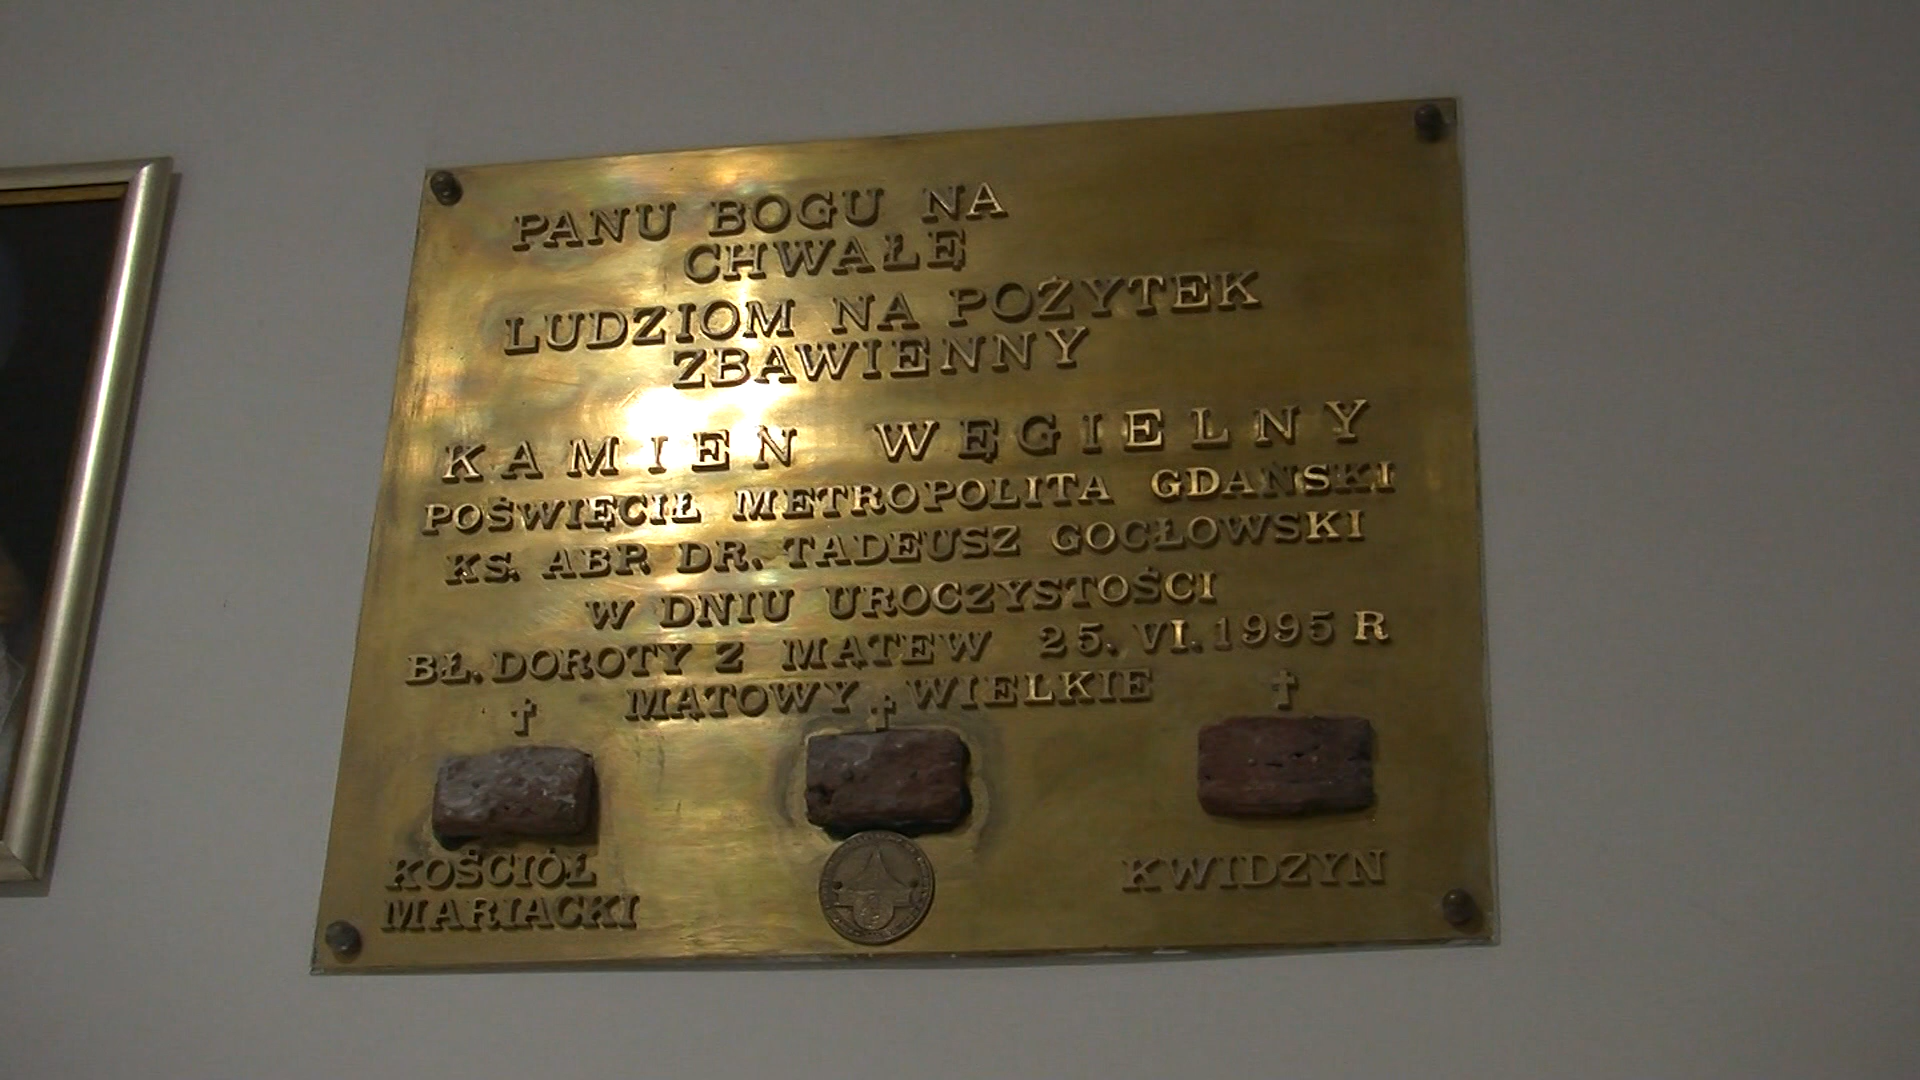 PANU BOGU NA
CHWAŁĘ
LUDZIOM NA POŻYTEK
ZBAWIENNY
KAMIEŃ WĘGIELNY
POŚWIĘCIŁ METROPOLITA GDAŃSKI
KS. ABP. DR. TADEUSZ GOCŁOWSKI
W DNIU UROCZYSTOŚCI
BŁ. DOROTY Z MĄTEW 25. VI. 1995 R
MĄTOWY WIELKIE
KOŚCIÓŁ
MARIACKI
KWIDZYN